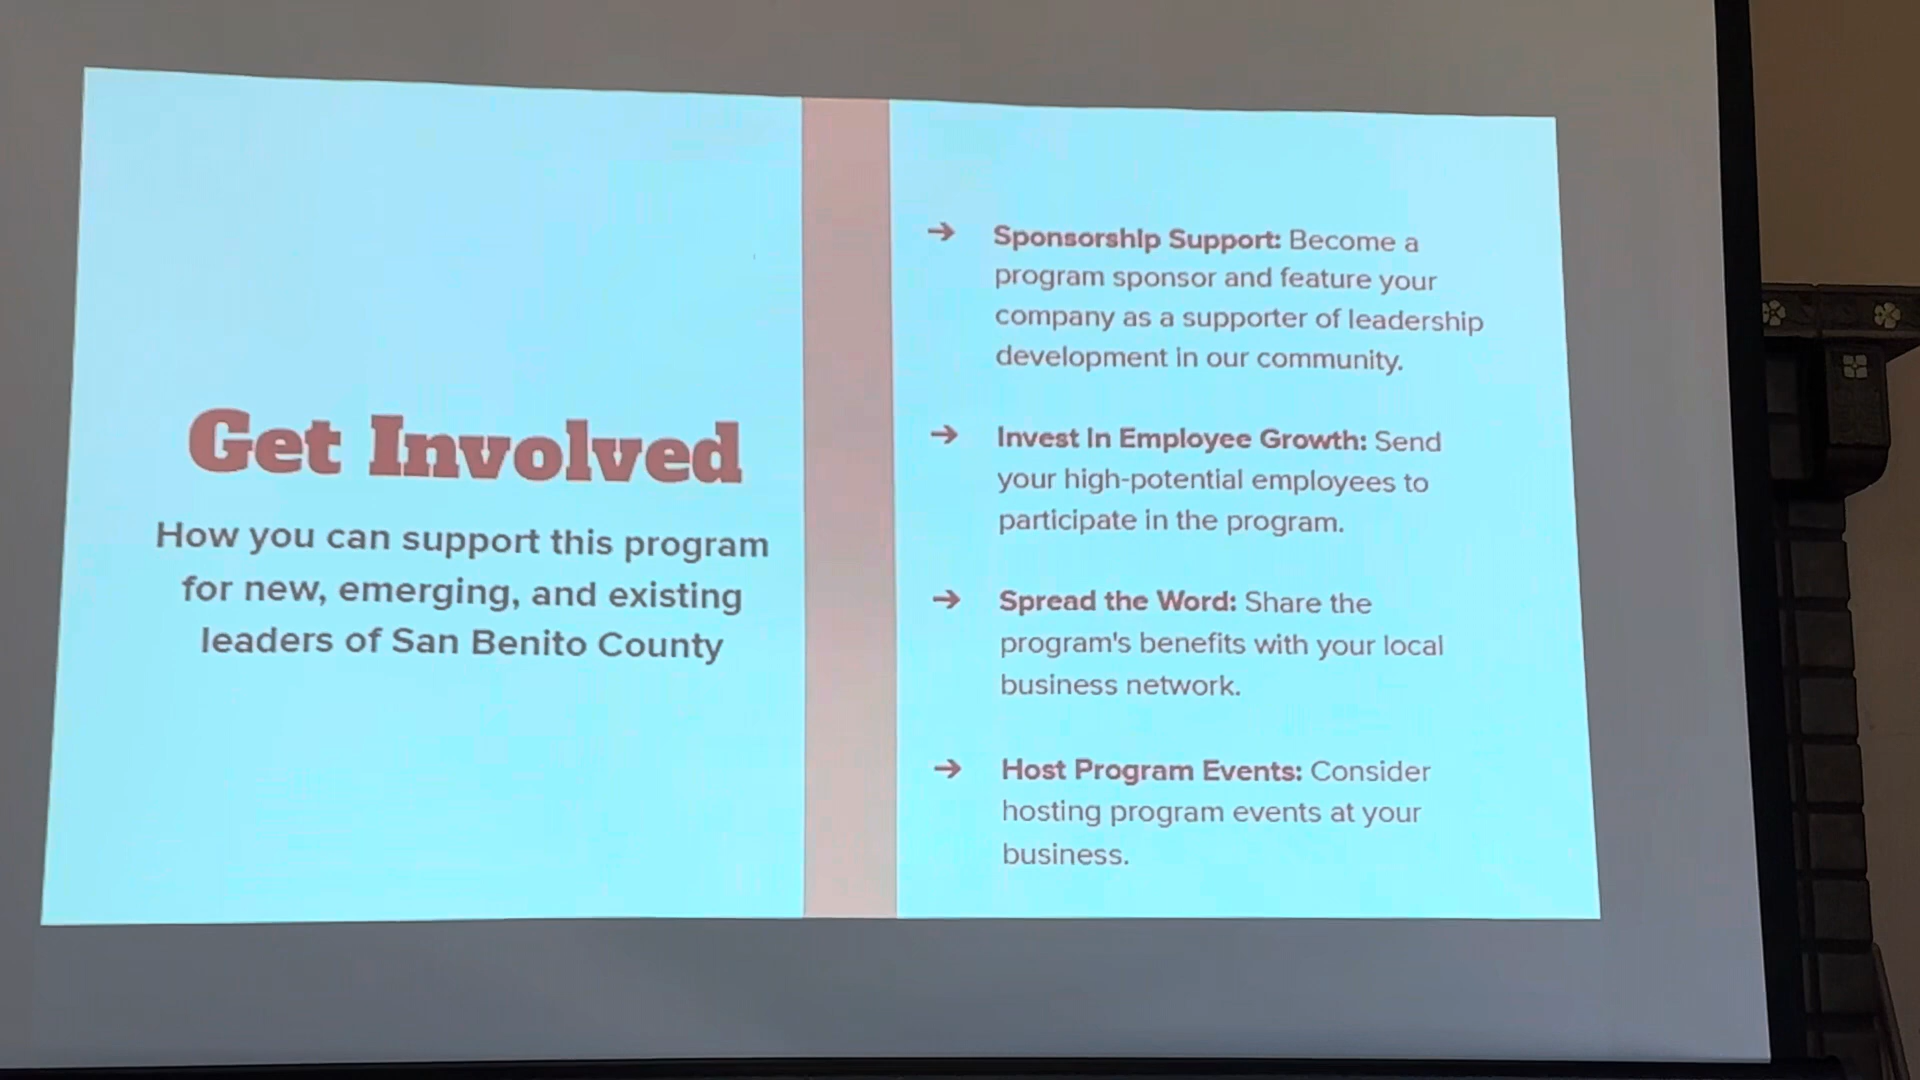 Get Involved
How you can support this program
for new, emerging, and existing
leaders of San Benito County
→ Sponsorship Support: Become a
program sponsor and feature your
company as a supporter of leadership
development in our community.
→ Invest In Employee Growth: Send
your high-potential employees to
participate in the program.
→ Spread the Word: Share the
program's benefits with your local
business network.
→ Host Program Events: Consider
hosting program events at your
business.